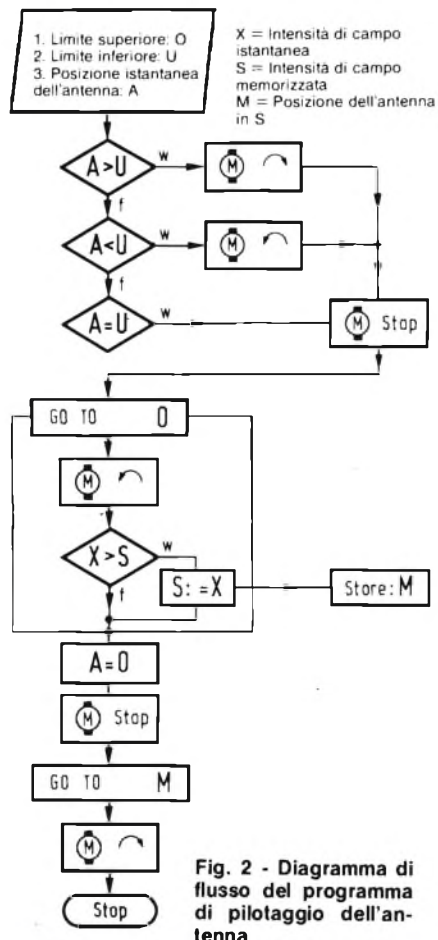 1. Limite superiore: O
2. Limite inferiore: U
3. Posizione istantanea
dell'antenna: A
X = Intensità di campo
istantanea
S = Intensità di campo
memorizzata
M = Posizione dell'antenna
in S
A>U
w
M
f
A<U
w
M
f
A=U
w
M Stop
GO TO O
M
X>S
w
f
S:=X
Store: M
A=O
M Stop
GO TO M
M
Stop
Fig. 2 - Diagramma di
flusso del programma
di pilotaggio dell'an-
tenna